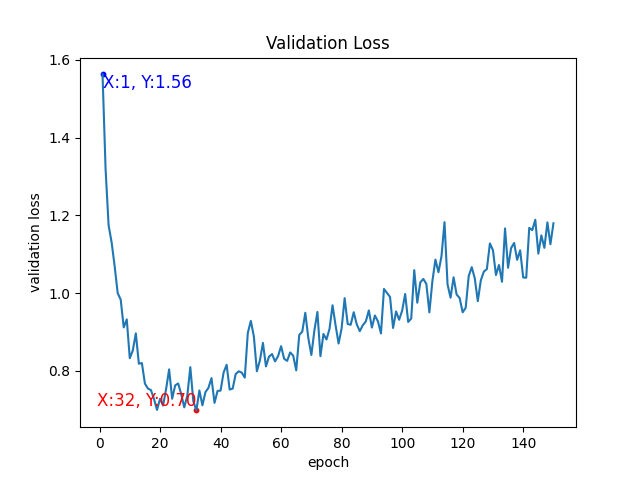 Validation Loss
1.6
X:1, Y:1.56
1.4
1.2
validation loss
1.0
0.8
X:32, Y:0.70
0 20 40 60 80 100 120 140
epoch